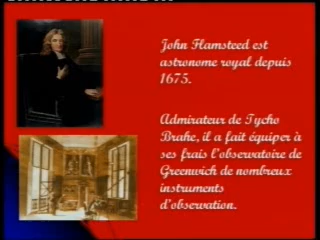 John Flamsteed est
astronome royal depuis
1675.
Admirateur de Tycho
Brahe, il a fait équiper à
ses frais l'observatoire de
Greenwich de nombreux
instruments
d'observation.